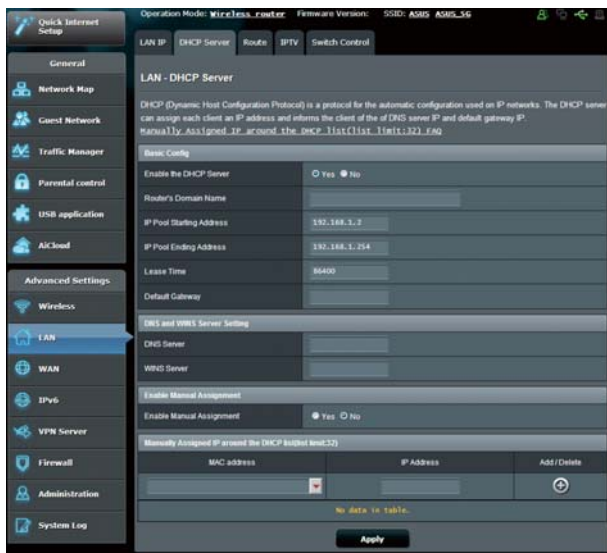 Quick Internet
Setup
Operation Mode: Wireless router Firmware Version: SSID: ASUS ASUS_5G
LAN IP DHCP Server Route IPTV Switch Control
General
Network Map
Guest Network
Traffic Manager
Parental control
USB application
AiCloud
Advanced Settings
Wireless
LAN
WAN
IPv6
VPN Server
Firewall
Administration
System Log
LAN - DHCP Server
DHCP (Dynamic Host Configuration Protocol) is a protocol for the automatic configuration used on IP networks. The DHCP server
can assign each client an IP address and informs the client of the of DNS server IP and default gateway IP.
Manually Assigned IP around the DHCP list(list limit:32) FAQ
Basic Config
Enable the DHCP Server Yes No
Router's Domain Name
IP Pool Starting Address 192.168.1.2
IP Pool Ending Address 192.168.1.254
Lease Time 86400
Default Gateway
DNS and WINS Server Setting
DNS Server
WINS Server
Enable Manual Assignment
Enable Manual Assignment Yes No
Manually Assigned IP around the DHCP list(list limit:32)
MAC address IP Address Add / Delete
No data in table.
Apply